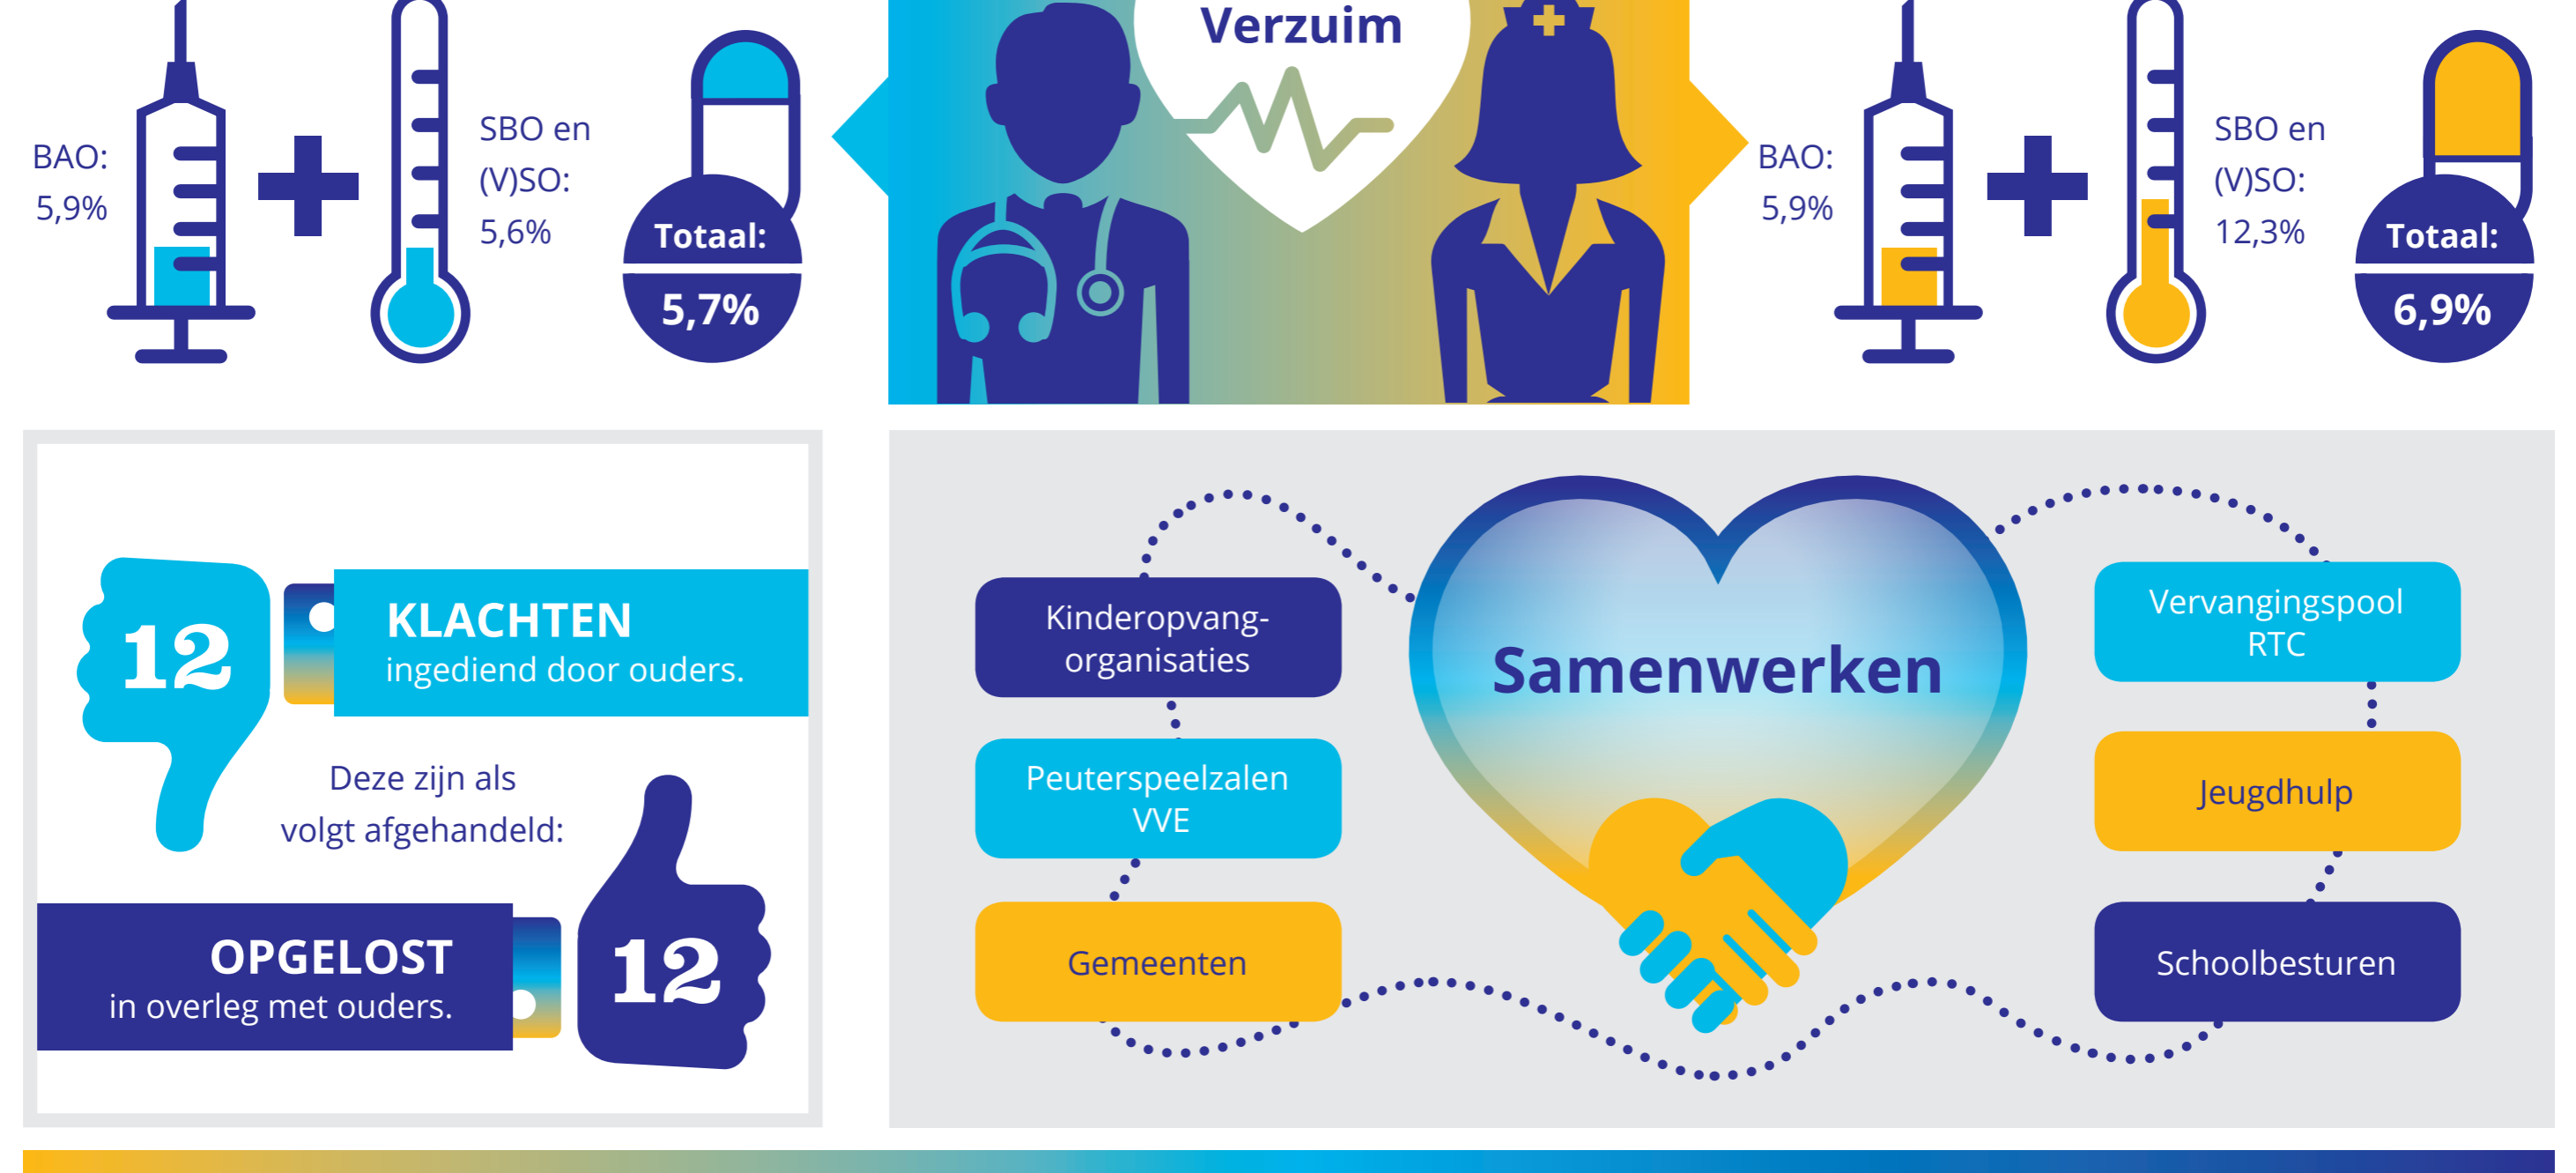 Verzuim
BAO:
5,9%
SBO en
(V)SO:
5,6%
Totaal:
5,7%
BAO:
5,9%
SBO en
(V)SO:
12,3%
Totaal:
6,9%
12
KLACHTEN
ingediend door ouders.
Deze zijn als
volgt afgehandeld:
OPGELOST
in overleg met ouders.
12
Samenwerken
Kinderopvang-
organisaties
Peuterspeelzalen
VVE
Gemeenten
Vervangingspool
RTC
Jeugdhulp
Schoolbesturen